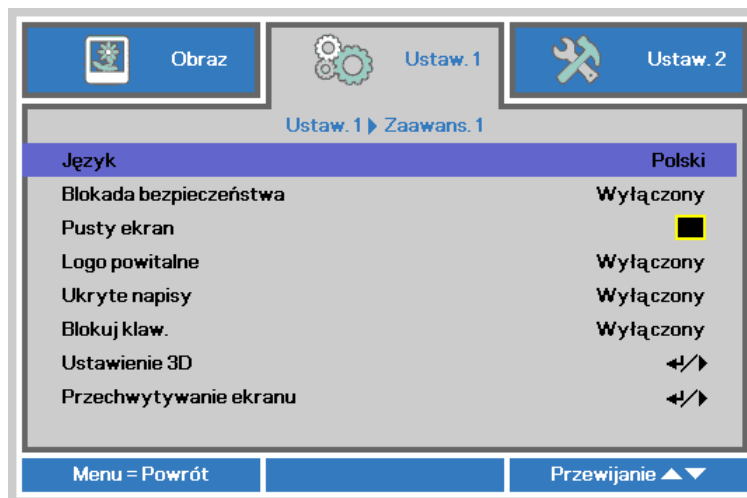 Obraz Ustaw. 1 Ustaw. 2
Ustaw. 1 Zaawans. 1
Język Polski
Blokada bezpieczeństwa Wyłączony
Pusty ekran
Logo powitalne Wyłączony
Ukryte napisy Wyłączony
Blokuj klaw. Wyłączony
Ustawienie 3D
Przechwytywanie ekranu
Menu = Powrót Przewijanie